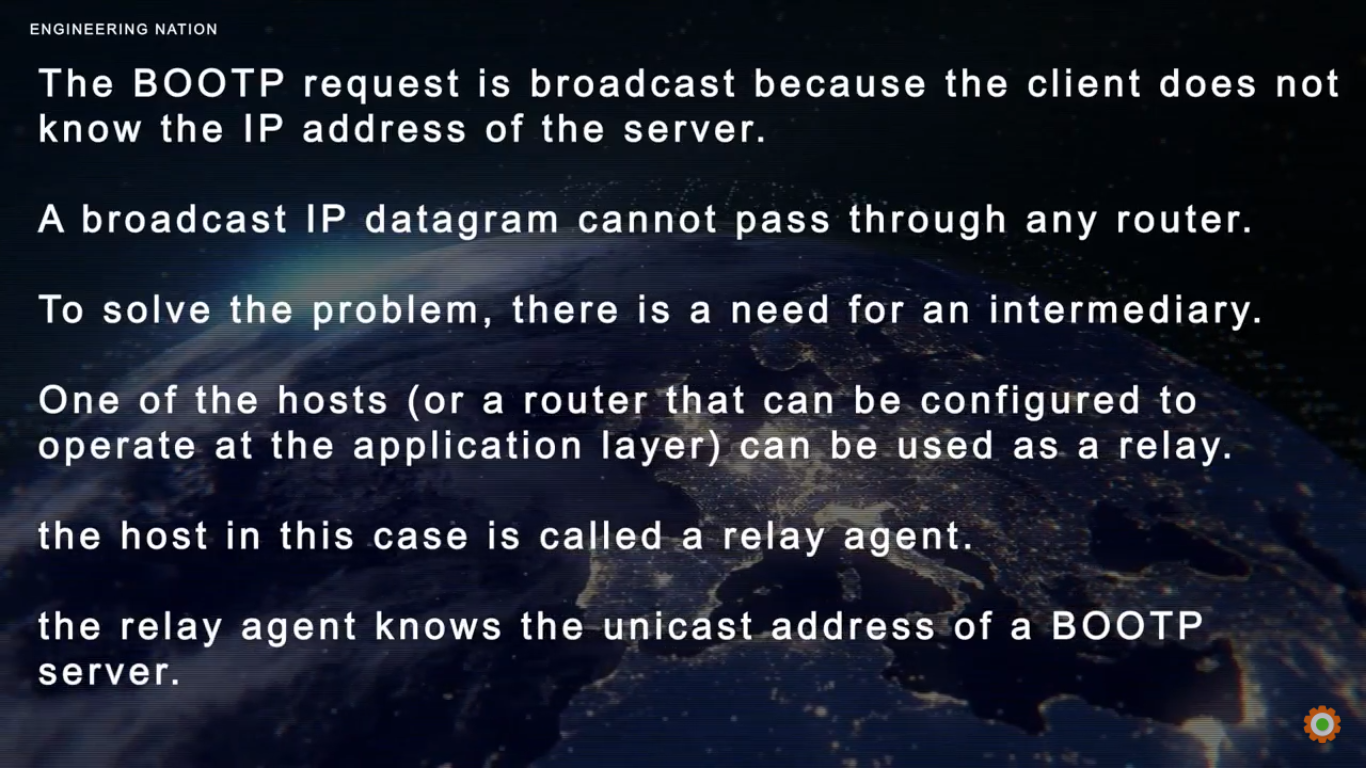 ENGINEERING NATION
The BOOTP request is broadcast because the client does not
know the IP address of the server.
A broadcast IP datagram cannot pass through any router.
To solve the problem, there is a need for an intermediary.
One of the hosts (or a router that can be configured to
operate at the application layer) can be used as a relay.
the host in this case is called a relay agent.
the relay agent knows the unicast address of a BOOTP
server.